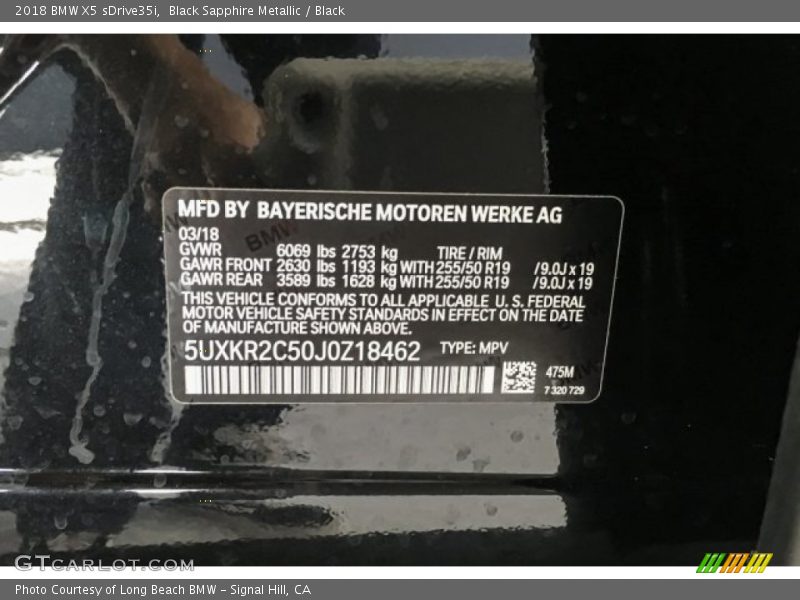 2018 BMW X5 sDrive35i,  Black Sapphire Metallic / Black
MFD BY BAYERISCHE MOTOREN WERKE AG
03/18
GVWR 6069 lbs 2753 kg TIRE / RIM
GAWR FRONT 2630 lbs 1193 kg WITH 255/50 R19 /9.0J x 19
GAWR REAR 3589 lbs 1628 kg WITH 255/50 R19 /9.0J x 19
THIS VEHICLE CONFORMS TO ALL APPLICABLE U. S. FEDERAL
MOTOR VEHICLE SAFETY STANDARDS IN EFFECT ON THE DATE
OF MANUFACTURE SHOWN ABOVE.
5UXKR2C50J0Z18462 TYPE: MPV
475M
7 320 729
GTCARLOT.COM
Photo Courtesy of Long Beach BMW - Signal Hill, CA